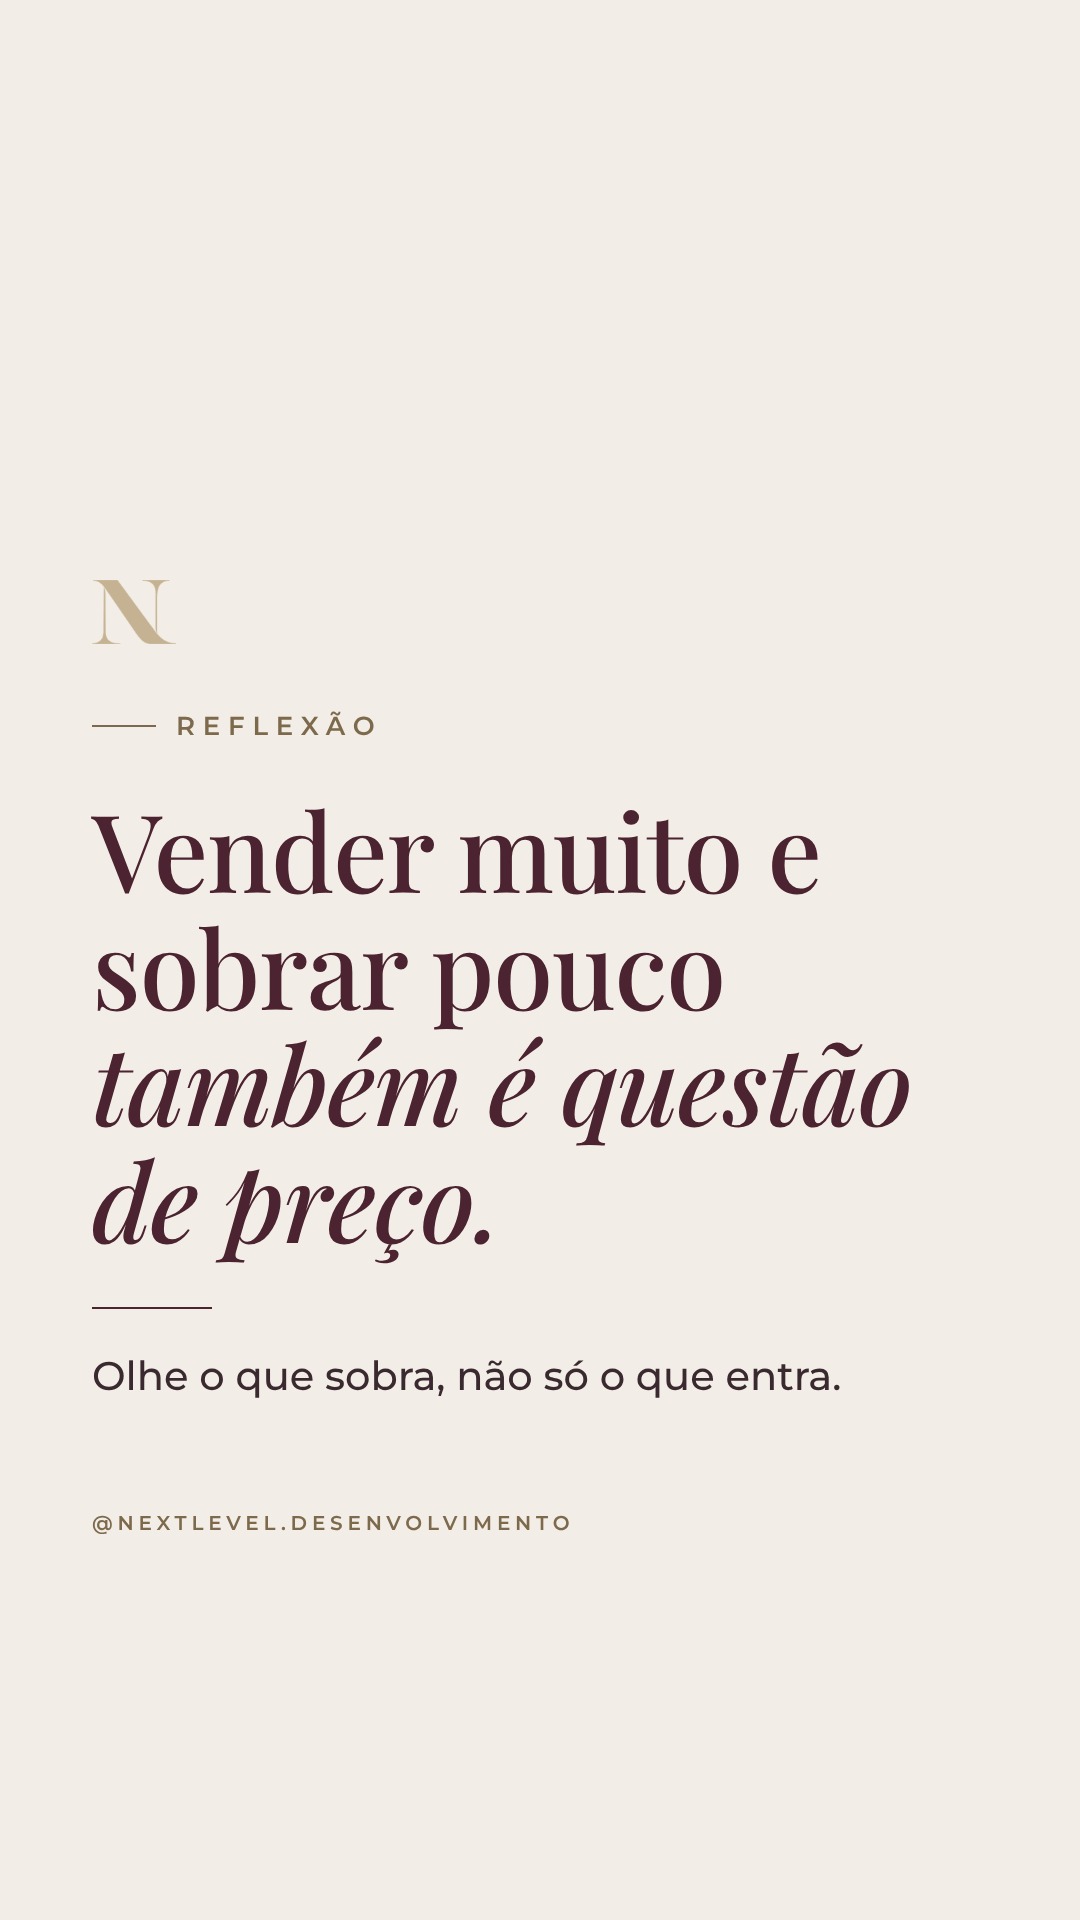 N
REFLEXÃO
Vender muito e
sobrar pouco
também é questão
de preço.
Olhe o que sobra, não só o que entra.
@NEXTLEVEL.DESENVOLVIMENTO